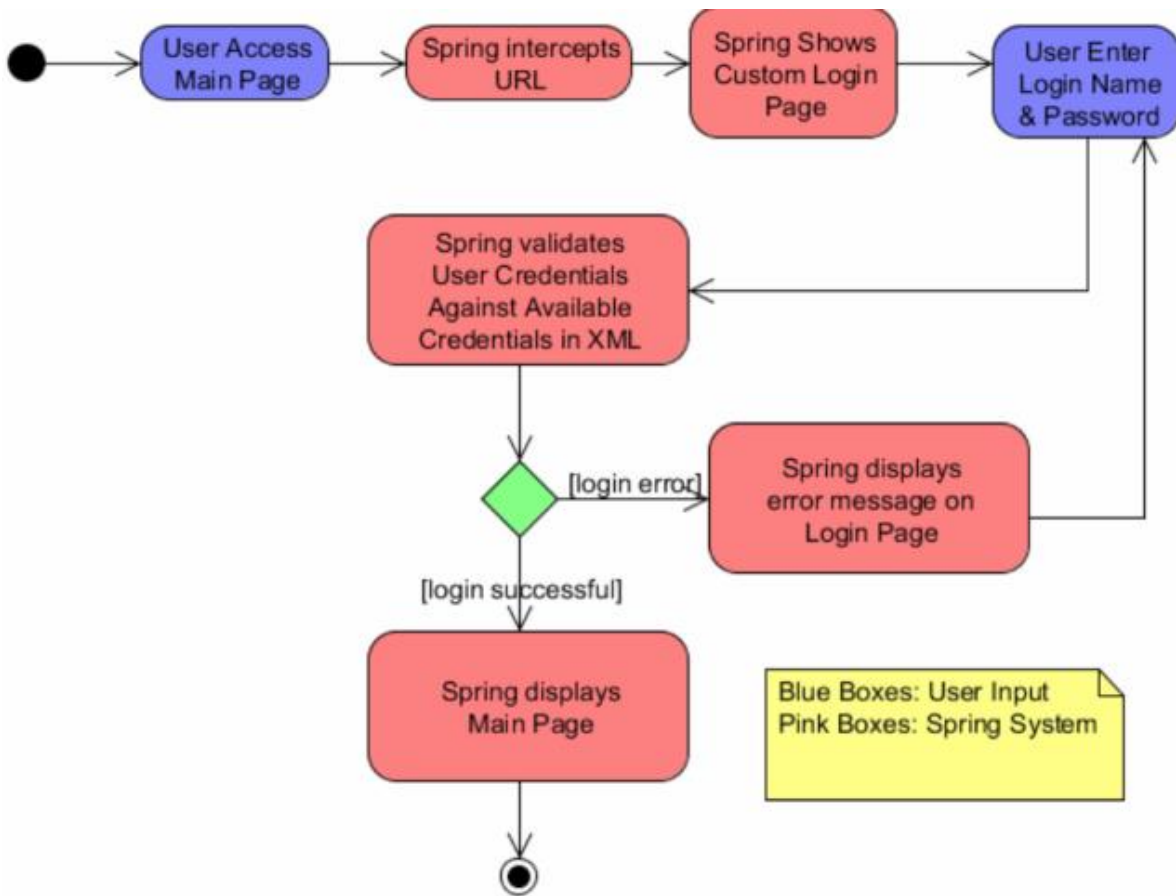 User Access
Main Page
Spring intercepts
URL
Spring Shows
Custom Login
Page
User Enter
Login Name
& Password
Spring validates
User Credentials
Against Available
Credentials in XML
[login error]
Spring displays
error message on
Login Page
[login successful]
Spring displays
Main Page
Blue Boxes: User Input
Pink Boxes: Spring System